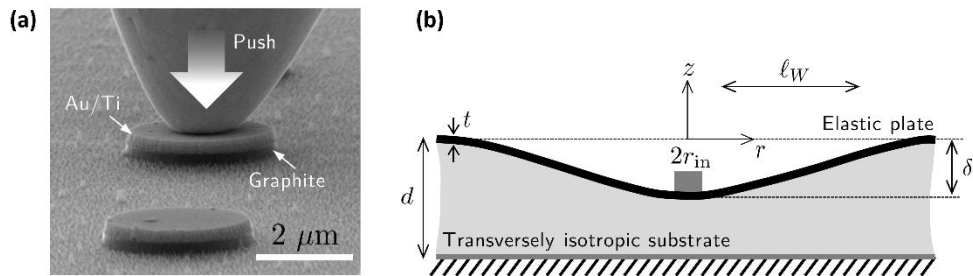 (a)
Push
Au/Ti
Graphite
2 μm
(b)
z
ℓ_W
t
Elastic plate
r
2r_in
δ
d
Transversely isotropic substrate